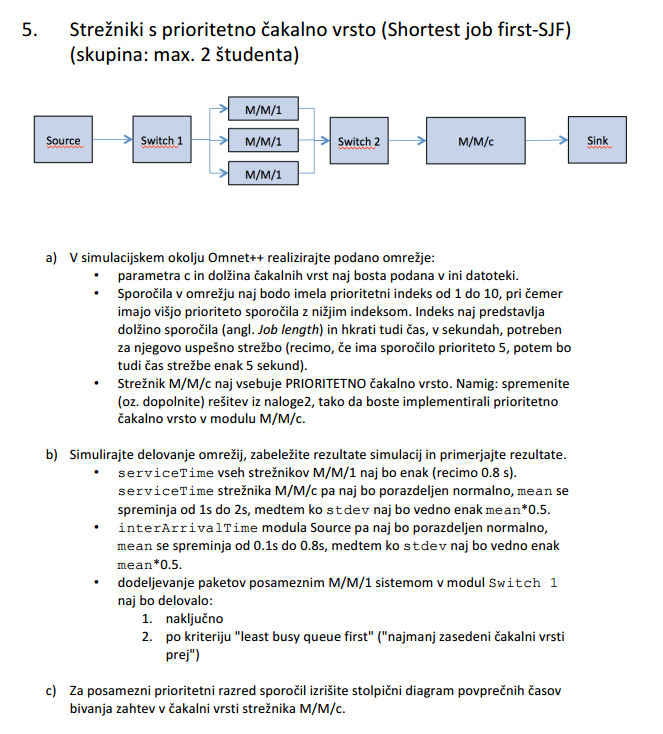 5. Strežniki s prioritetno čakalno vrsto (Shortest job first-SJF)
(skupina: max. 2 študenta)
M/M/1
Source
Switch 1
M/M/1
Switch 2
M/M/c
Sink
M/M/1
a) V simulacijskem okolju Omnet++ realizirajte podano omrežje:
• parametra c in dolžina čakalnih vrst naj bosta podana v ini datoteki.
• Sporočila v omrežju naj bodo imela prioritetni indeks od 1 do 10, pri čemer
imajo višjo prioriteto sporočila z nižjim indeksom. Indeks naj predstavlja
dolžino sporočila (angl. Job length) in hkrati tudi čas, v sekundah, potreben
za njegovo uspešno strežbo (recimo, če ima sporočilo prioriteto 5, potem bo
tudi čas strežbe enak 5 sekund).
• Strežnik M/M/c naj vsebuje PRIORITETNO čakalno vrsto. Namig: spremenite
(oz. dopolnite) rešitev iz naloge2, tako da boste implementirali prioritetno
čakalno vrsto v modulu M/M/c.
b) Simulirajte delovanje omrežij, zabeležite rezultate simulacij in primerjajte rezultate.
• serviceTime vseh strežnikov M/M/1 naj bo enak (recimo 0.8 s).
serviceTime strežnika M/M/c pa naj bo porazdeljen normalno, mean se
spreminja od 1s do 2s, medtem ko stdev naj bo vedno enak mean*0.5.
• interArrivalTime modula Source pa naj bo porazdeljen normalno,
mean se spreminja od 0.1s do 0.8s, medtem ko stdev naj bo vedno enak
mean*0.5.
• dodeljevanje paketov posameznim M/M/1 sistemom v modul Switch 1
naj bo delovalo:
1. naključno
2. po kriteriju "least busy queue first" ("najmanj zasedeni čakalni vrsti
prej")
c) Za posamezni prioritetni razred sporočil izrišite stolpični diagram povprečnih časov
bivanja zahtev v čakalni vrsti strežnika M/M/c.